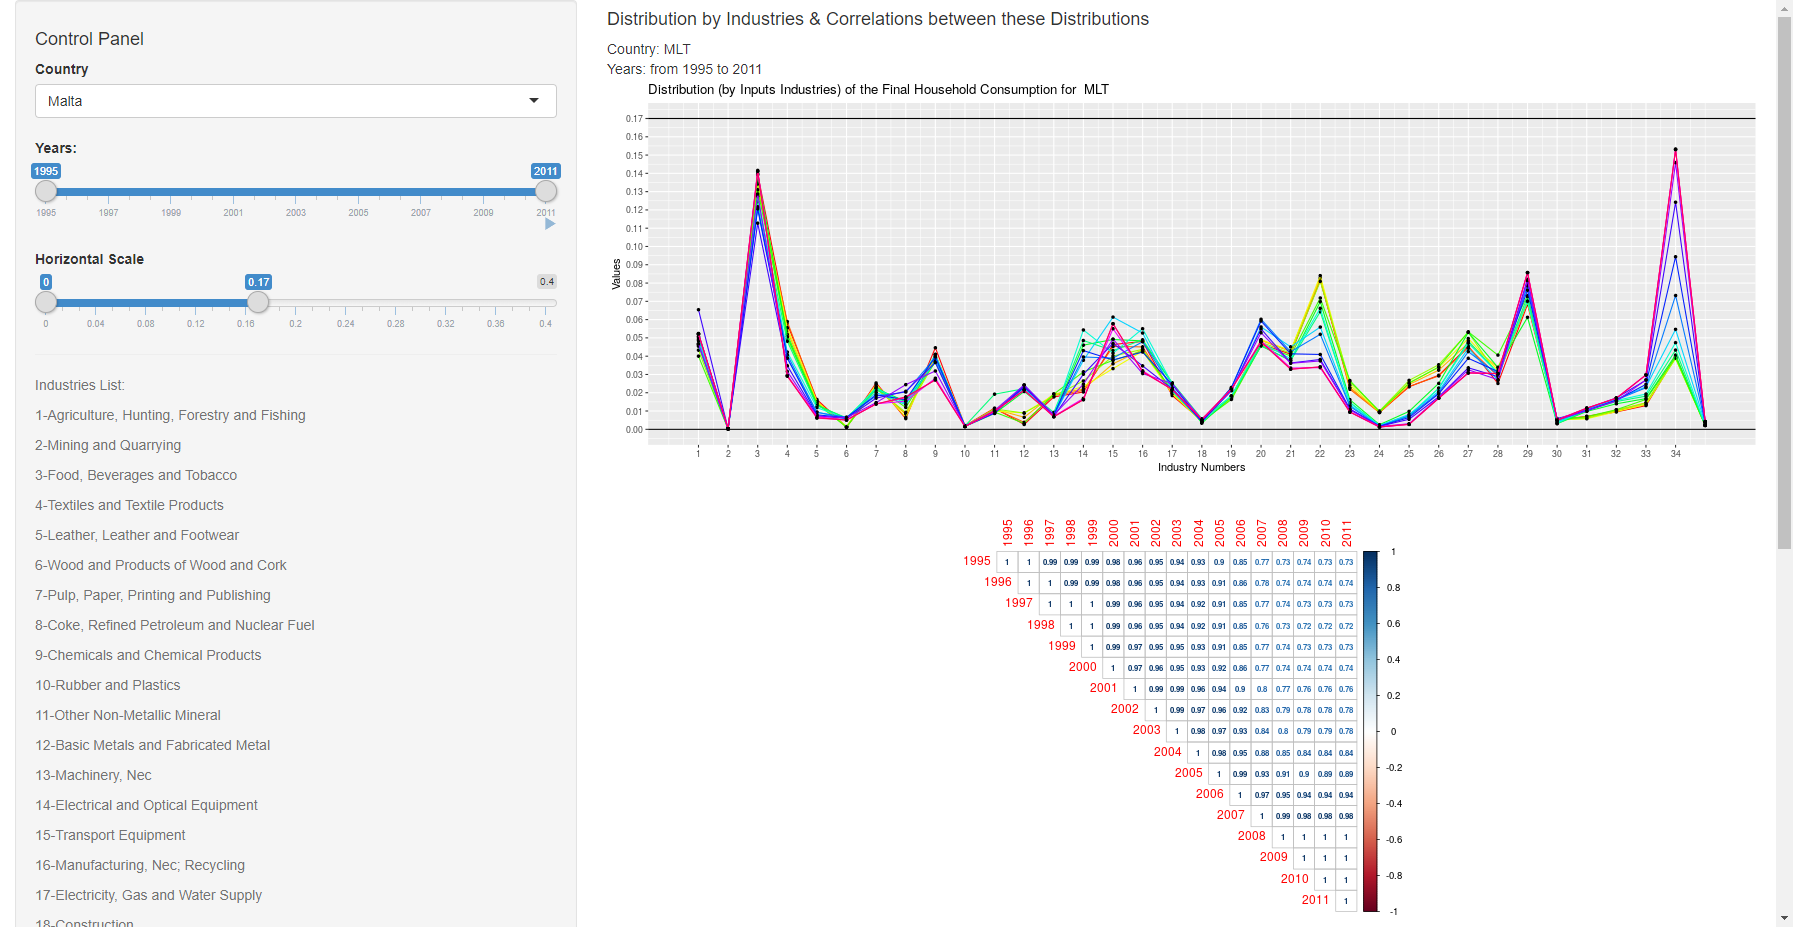 Control Panel
Country
Malta
Years:
1995 2011
1995 1997 1999 2001 2003 2005 2007 2009 2011
Horizontal Scale
0 0.17 0.4
0 0.04 0.08 0.12 0.16 0.2 0.24 0.28 0.32 0.36 0.4
Industries List:
1-Agriculture, Hunting, Forestry and Fishing
2-Mining and Quarrying
3-Food, Beverages and Tobacco
4-Textiles and Textile Products
5-Leather, Leather and Footwear
6-Wood and Products of Wood and Cork
7-Pulp, Paper, Printing and Publishing
8-Coke, Refined Petroleum and Nuclear Fuel
9-Chemicals and Chemical Products
10-Rubber and Plastics
11-Other Non-Metallic Mineral
12-Basic Metals and Fabricated Metal
13-Machinery, Nec
14-Electrical and Optical Equipment
15-Transport Equipment
16-Manufacturing, Nec; Recycling
17-Electricity, Gas and Water Supply
18-Construction
Distribution by Industries & Correlations between these Distributions
Country: MLT
Years: from 1995 to 2011
Distribution (by Inputs Industries) of the Final Household Consumption for MLT
Values
0.17
0.16
0.15
0.14
0.13
0.12
0.11
0.10
0.09
0.08
0.07
0.06
0.05
0.04
0.03
0.02
0.01
0.00
1 2 3 4 5 6 7 8 9 10 11 12 13 14 15 16 17 18 19 20 21 22 23 24 25 26 27 28 29 30 31 32 33 34
Industry Numbers
1995 1996 1997 1998 1999 2000 2001 2002 2003 2004 2005 2006 2007 2008 2009 2010 2011
1995 1 1 0.99 0.99 0.99 0.98 0.96 0.95 0.94 0.93 0.9 0.85 0.77 0.73 0.74 0.73 0.73
1996 1 1 0.99 0.99 0.98 0.96 0.95 0.94 0.93 0.91 0.86 0.78 0.74 0.74 0.74 0.74
1997 1 1 1 0.99 0.96 0.95 0.94 0.92 0.91 0.85 0.77 0.74 0.73 0.73 0.73
1998 1 1 0.99 0.96 0.95 0.94 0.92 0.91 0.85 0.76 0.73 0.72 0.72 0.72
1999 1 0.99 0.97 0.95 0.95 0.93 0.91 0.85 0.77 0.74 0.73 0.73 0.73
2000 1 0.97 0.96 0.95 0.93 0.92 0.86 0.77 0.74 0.74 0.74 0.74
2001 1 0.99 0.99 0.96 0.94 0.9 0.8 0.77 0.76 0.76 0.76
2002 1 0.99 0.97 0.96 0.92 0.83 0.79 0.78 0.78 0.78
2003 1 0.98 0.97 0.93 0.84 0.8 0.79 0.79 0.78
2004 1 0.98 0.95 0.88 0.85 0.84 0.84 0.84
2005 1 0.99 0.93 0.91 0.9 0.89 0.89
2006 1 0.97 0.95 0.94 0.94 0.94
2007 1 0.99 0.98 0.98 0.98
2008 1 1 1 1
2009 1 1 1
2010 1 1
2011 1
1
0.8
0.6
0.4
0.2
0
-0.2
-0.4
-0.6
-0.8
-1